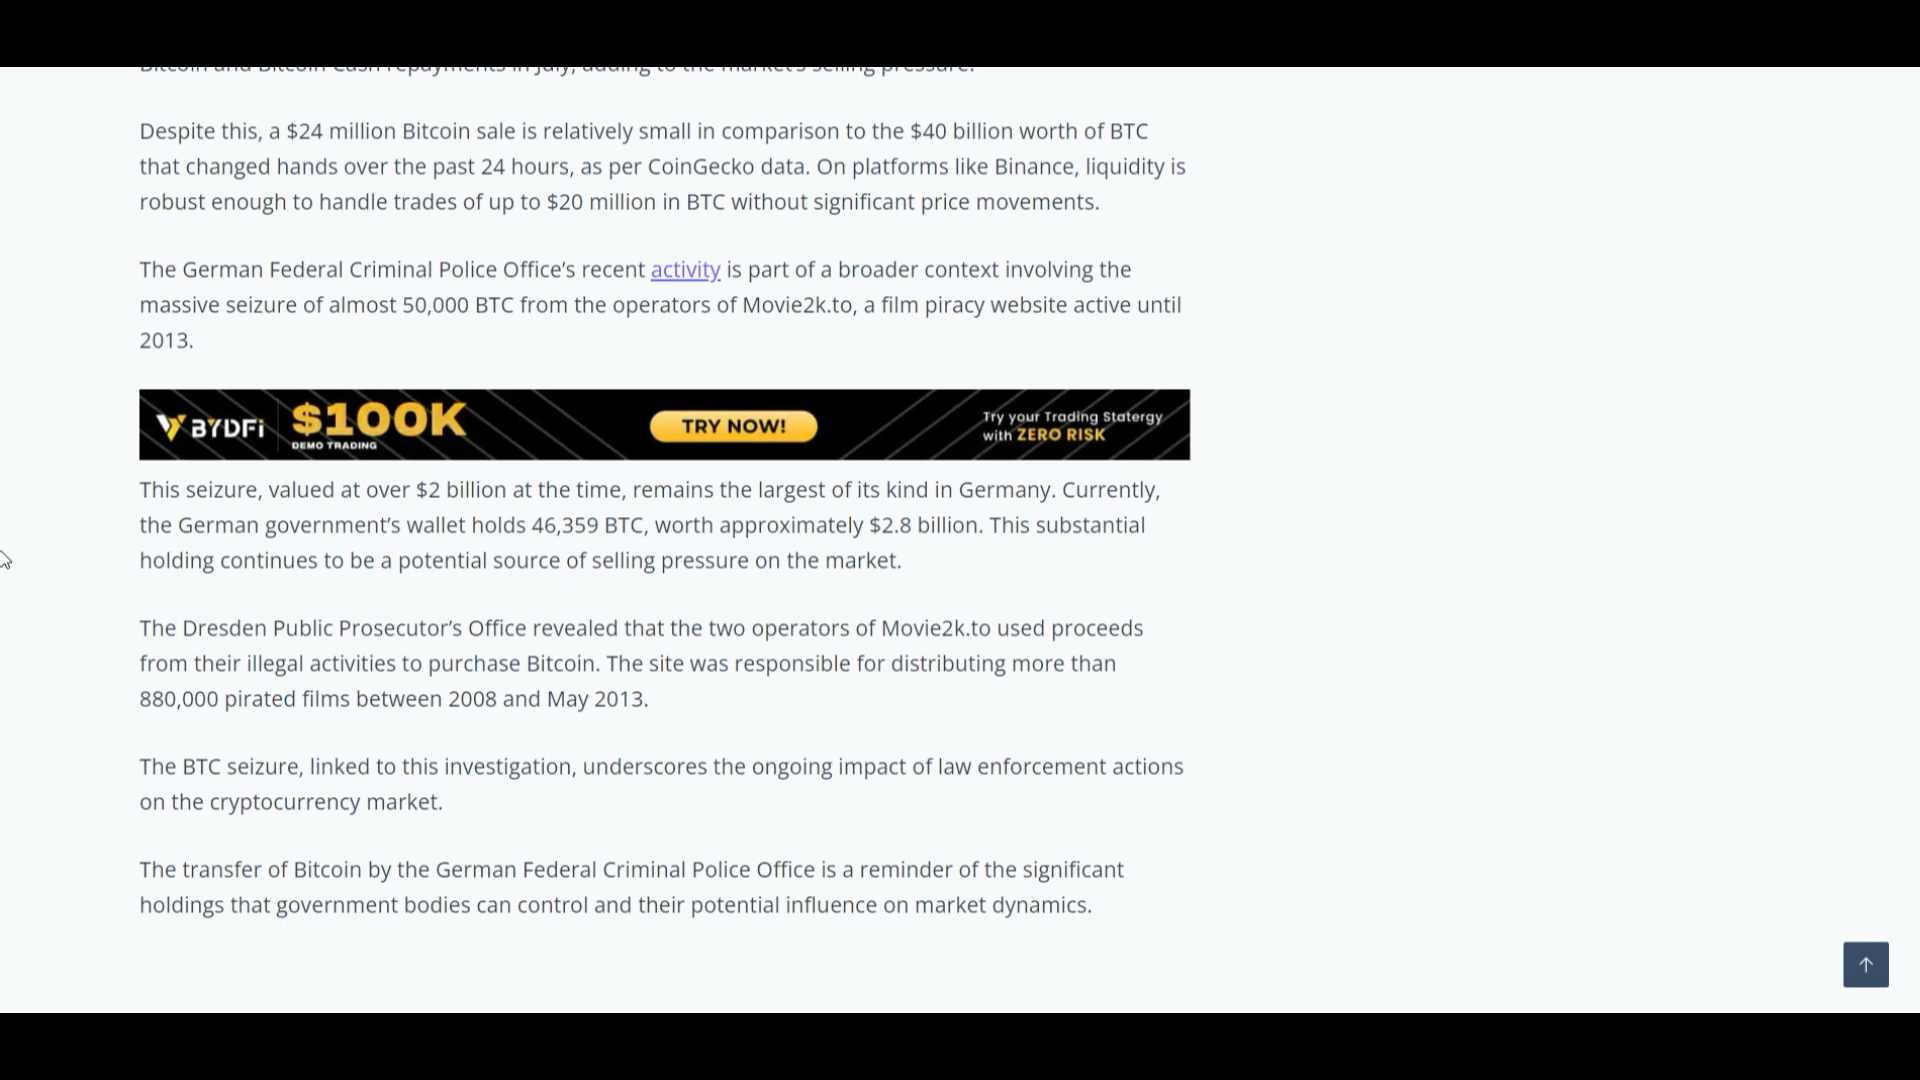 Bitcoin and Bitcoin Cash repayments in July, adding to the market's selling pressure.
Despite this, a $24 million Bitcoin sale is relatively small in comparison to the $40 billion worth of BTC
that changed hands over the past 24 hours, as per CoinGecko data. On platforms like Binance, liquidity is
robust enough to handle trades of up to $20 million in BTC without significant price movements.
The German Federal Criminal Police Office’s recent activity is part of a broader context involving the
massive seizure of almost 50,000 BTC from the operators of Movie2k.to, a film piracy website active until
2013.
BYDFi
$100K
DEMO TRADING
TRY NOW!
Try your Trading Statergy
with ZERO RISK
This seizure, valued at over $2 billion at the time, remains the largest of its kind in Germany. Currently,
the German government’s wallet holds 46,359 BTC, worth approximately $2.8 billion. This substantial
holding continues to be a potential source of selling pressure on the market.
The Dresden Public Prosecutor’s Office revealed that the two operators of Movie2k.to used proceeds
from their illegal activities to purchase Bitcoin. The site was responsible for distributing more than
880,000 pirated films between 2008 and May 2013.
The BTC seizure, linked to this investigation, underscores the ongoing impact of law enforcement actions
on the cryptocurrency market.
The transfer of Bitcoin by the German Federal Criminal Police Office is a reminder of the significant
holdings that government bodies can control and their potential influence on market dynamics.